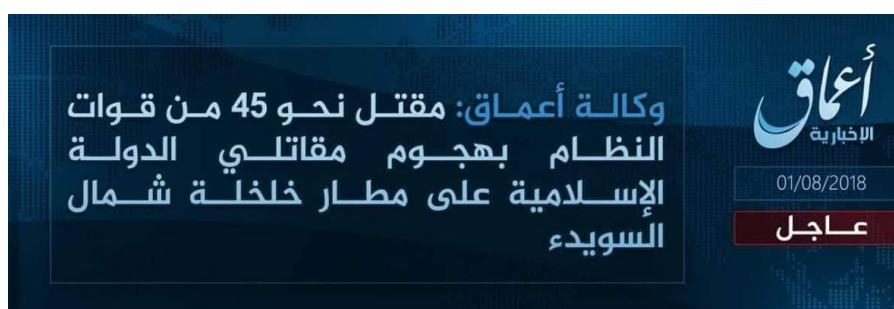 وكالة أعماق: مقتل نحو 45 من قوات
النظام بهجوم مقاتلي الدولة
الإسلامية على مطار خلخلة شمال
السويدء
أعماق
الإخبارية
01/08/2018
عاجل